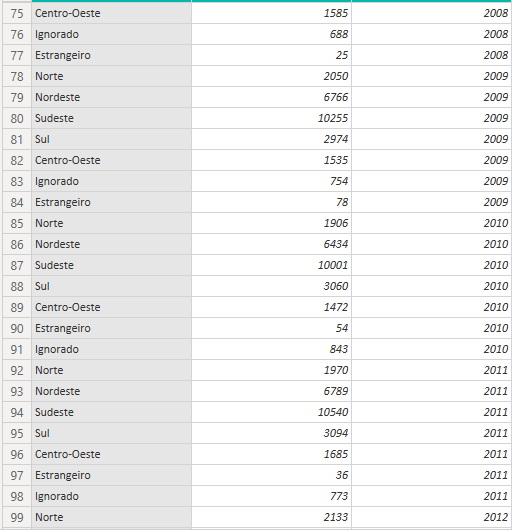 75 Centro-Oeste 1585 2008
76 Ignorado 688 2008
77 Estrangeiro 25 2008
78 Norte 2050 2009
79 Nordeste 6766 2009
80 Sudeste 10255 2009
81 Sul 2974 2009
82 Centro-Oeste 1535 2009
83 Ignorado 754 2009
84 Estrangeiro 78 2009
85 Norte 1906 2010
86 Nordeste 6434 2010
87 Sudeste 10001 2010
88 Sul 3060 2010
89 Centro-Oeste 1472 2010
90 Estrangeiro 54 2010
91 Ignorado 843 2010
92 Norte 1970 2011
93 Nordeste 6789 2011
94 Sudeste 10540 2011
95 Sul 3094 2011
96 Centro-Oeste 1685 2011
97 Estrangeiro 36 2011
98 Ignorado 773 2011
99 Norte 2133 2012